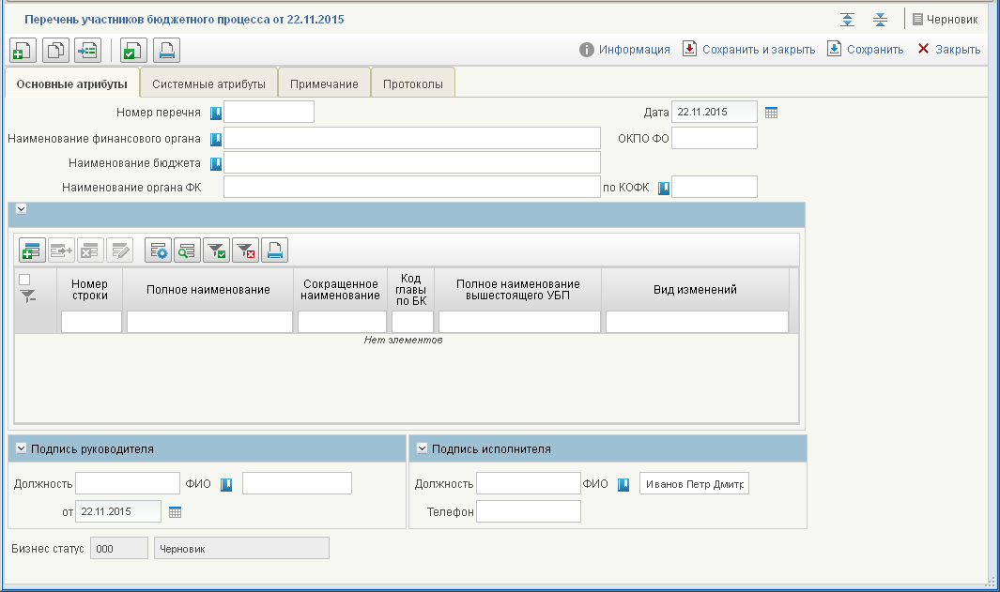 Перечень участников бюджетного процесса от 22.11.2015
Черновик
Информация Сохранить и закрыть Сохранить Закрыть
Основные атрибуты Системные атрибуты Примечание Протоколы
Номер перечня Дата 22.11.2015
Наименование финансового органа ОКПО ФО
Наименование бюджета
Наименование органа ФК по КОФК
Номер строки Полное наименование Сокращенное наименование Код главы по БК Полное наименование вышестоящего УБП Вид изменений
Нет элементов
Подпись руководителя Подпись исполнителя
Должность ФИО Должность ФИО Иванов Петр Дмитр
от 22.11.2015 Телефон
Бизнес статус 000 Черновик